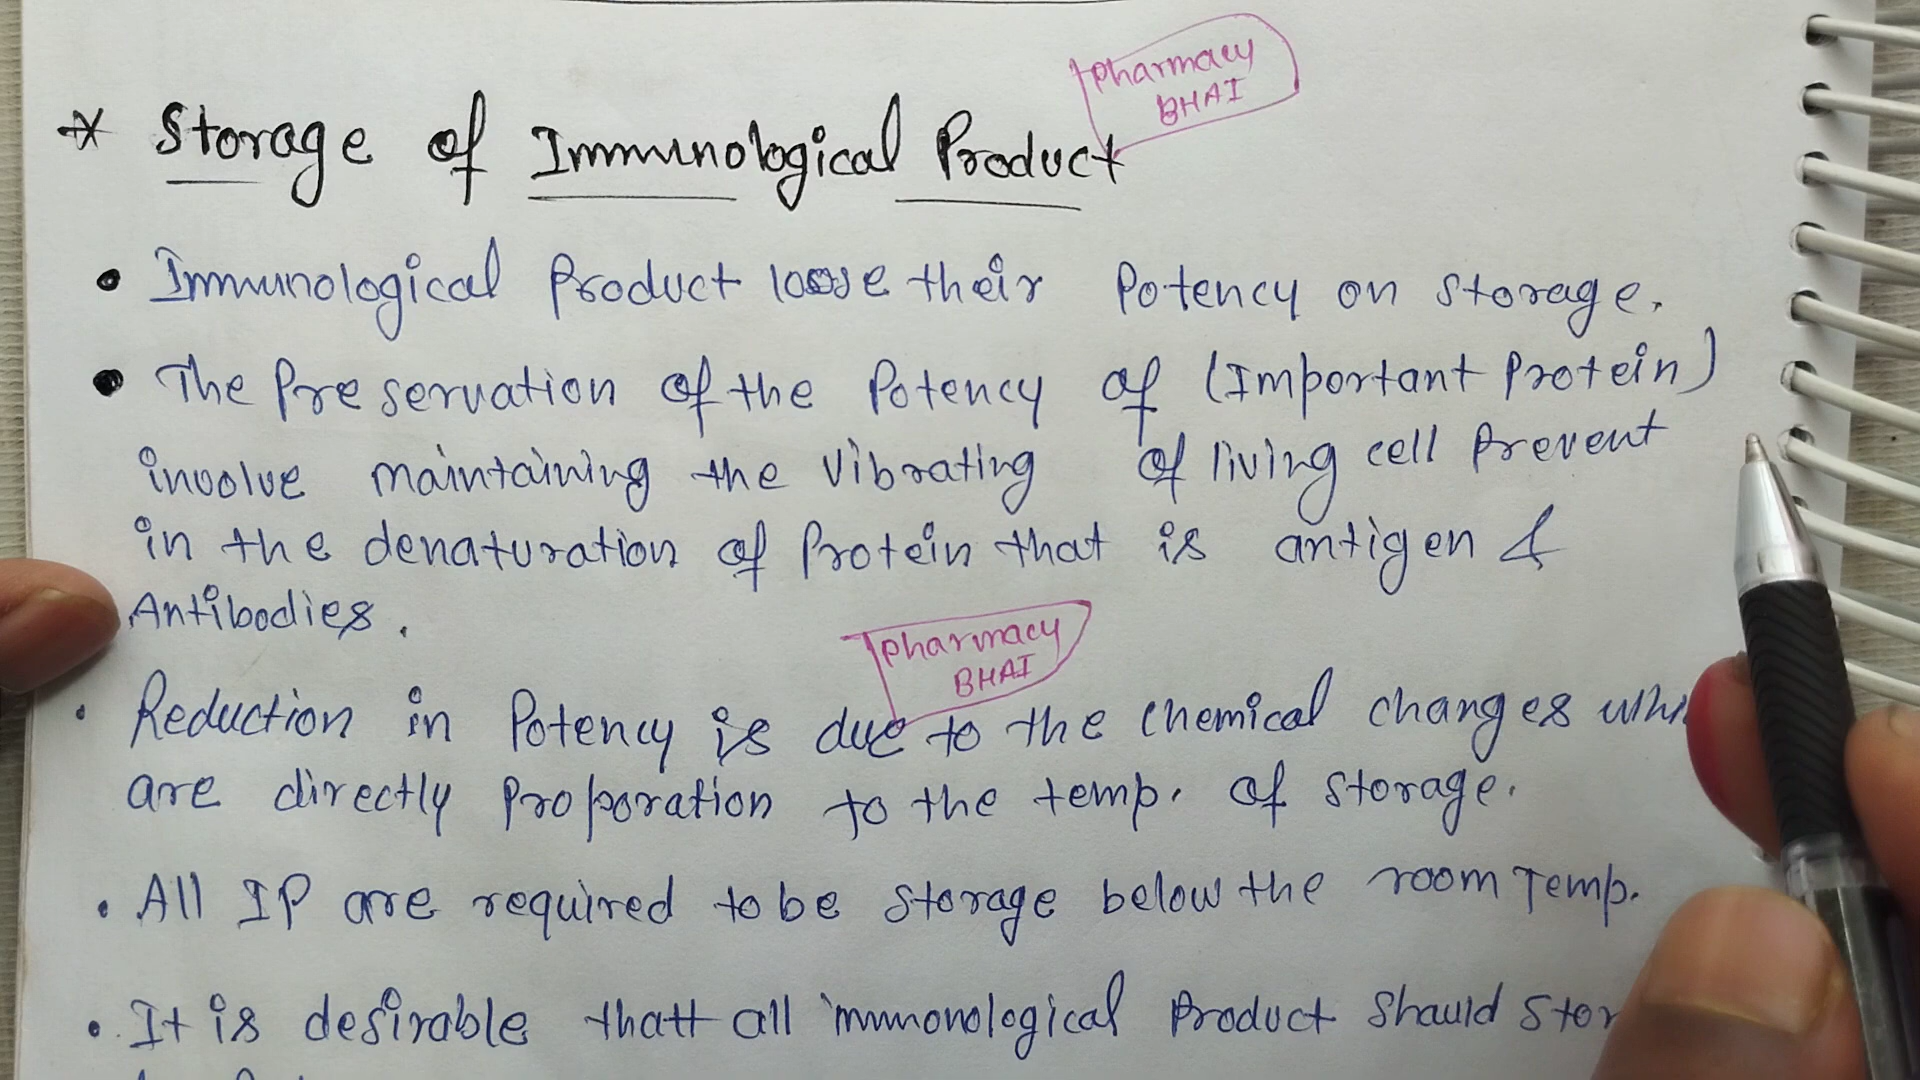 Pharmacy
BHAI
* Storage of Immunological Product
• Immunological Product loose their Potency on storage.
• The Preservation of the Potency of (Important Protein)
involve maintaining the Vibrating of living cell Prevent
in the denaturation of Protein that is antigen &
Antibodies.
Pharmacy
BHAI
• Reduction in Potency is due to the chemical changes
are directly Proporation to the temp. of storage.
• All IP are required to be storage below the room Temp.
• It is desirable thatt all immonological Product Should